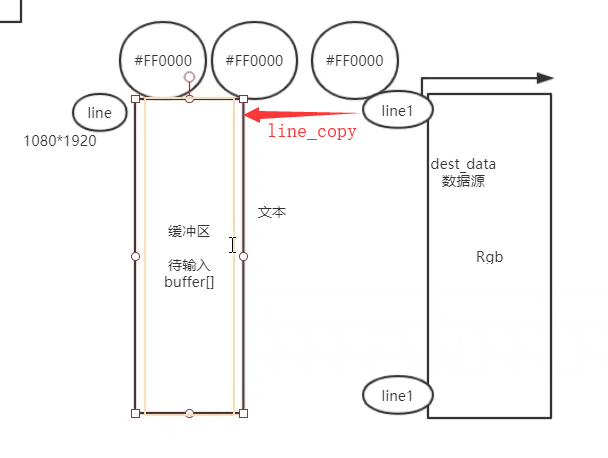 #FF0000
#FF0000
#FF0000
line
line1
line_copy
1080*1920
dest_data
数据源
文本
缓冲区
待输入
buffer[]
Rgb
line1